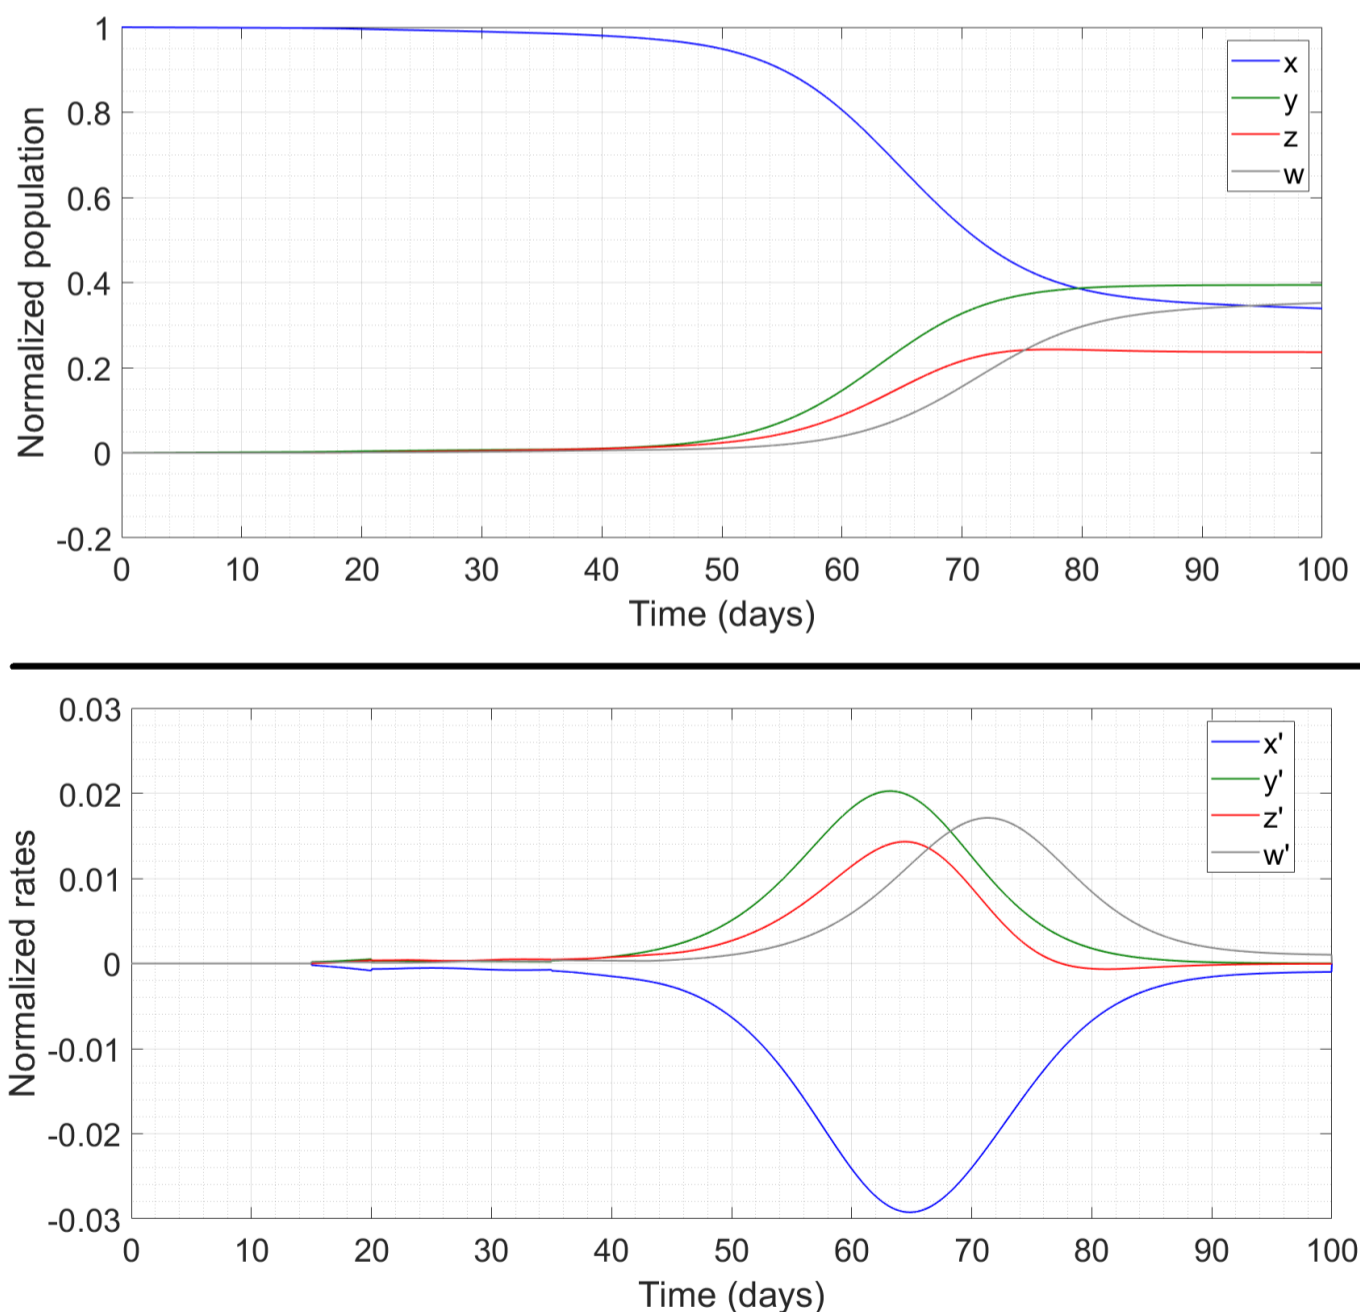 1
0.8
0.6
0.4
0.2
0
-0.2
Normalized population
x
y
z
w
0 10 20 30 40 50 60 70 80 90 100
Time (days)
0.03
0.02
0.01
0
-0.01
-0.02
-0.03
Normalized rates
x'
y'
z'
w'
0 10 20 30 40 50 60 70 80 90 100
Time (days)